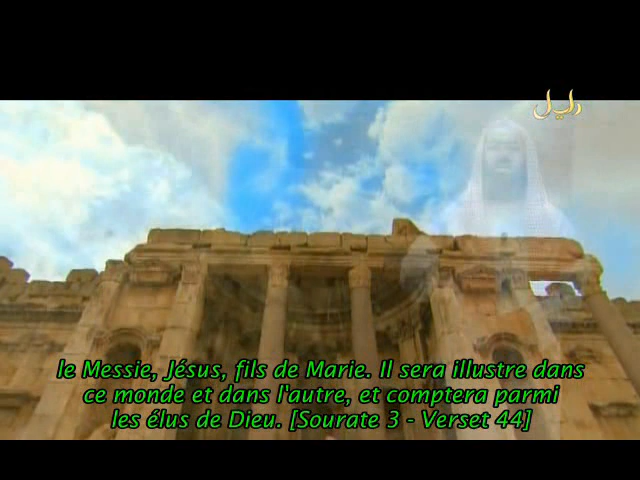 دليل
le Messie, Jésus, fils de Marie. Il sera illustre dans
ce monde et dans l'autre, et comptera parmi
les élus de Dieu. [Sourate 3 - Verset 44]